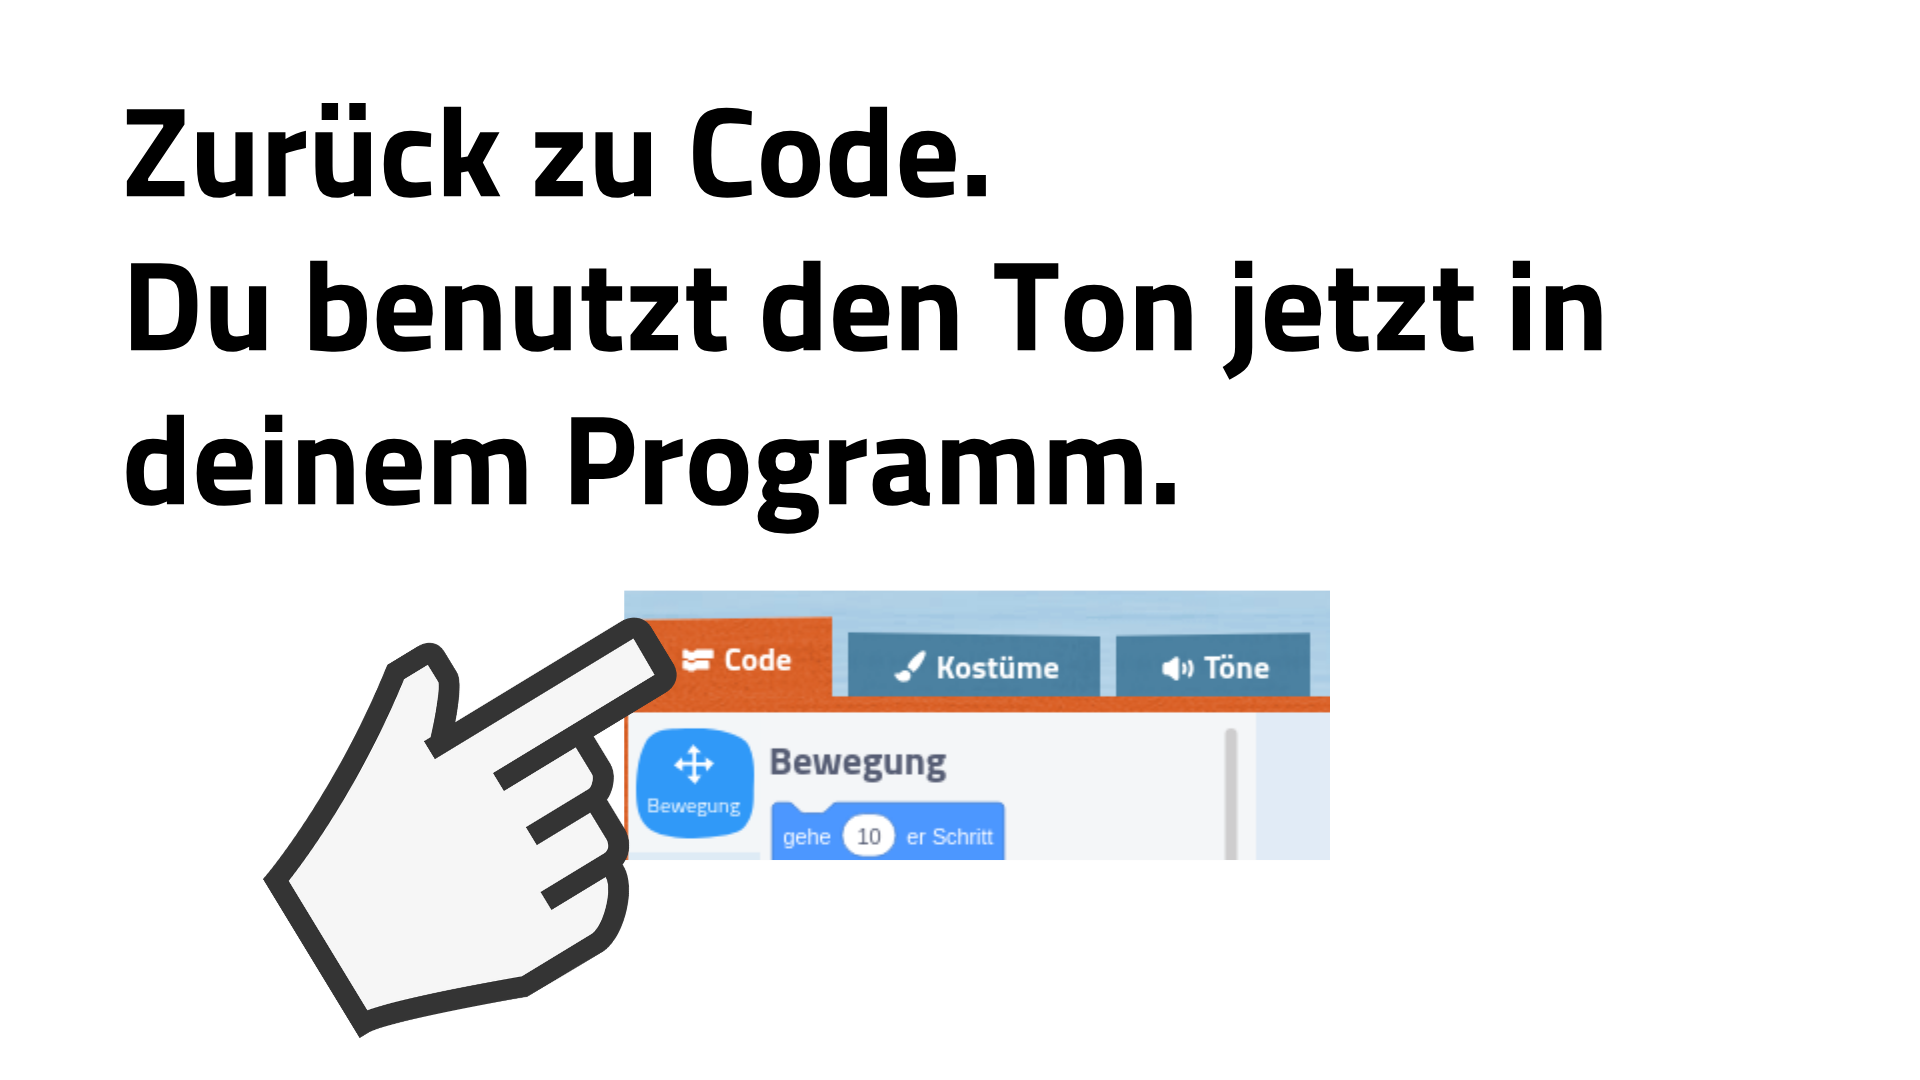 Zurück zu Code.
Du benutzt den Ton jetzt in
deinem Programm.
Code Kostüme Töne
Bewegung
Bewegung
gehe 10 er Schritt